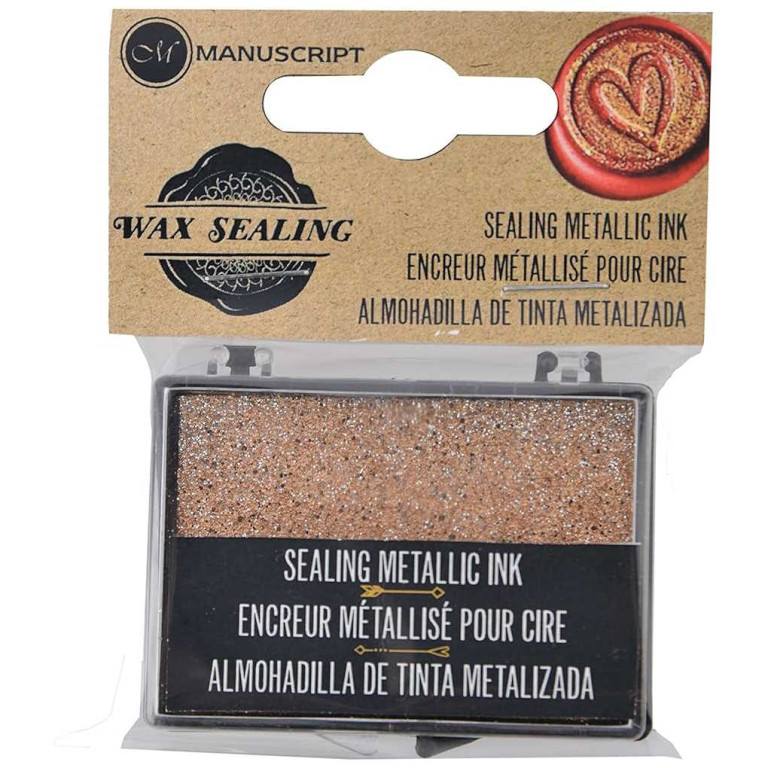 M MANUSCRIPT
WAX SEALING
SEALING METALLIC INK
ENCREUR MÉTALLISÉ POUR CIRE
ALMOHADILLA DE TINTA METALIZADA
SEALING METALLIC INK
ENCREUR MÉTALLISÉ POUR CIRE
ALMOHADILLA DE TINTA METALIZADA